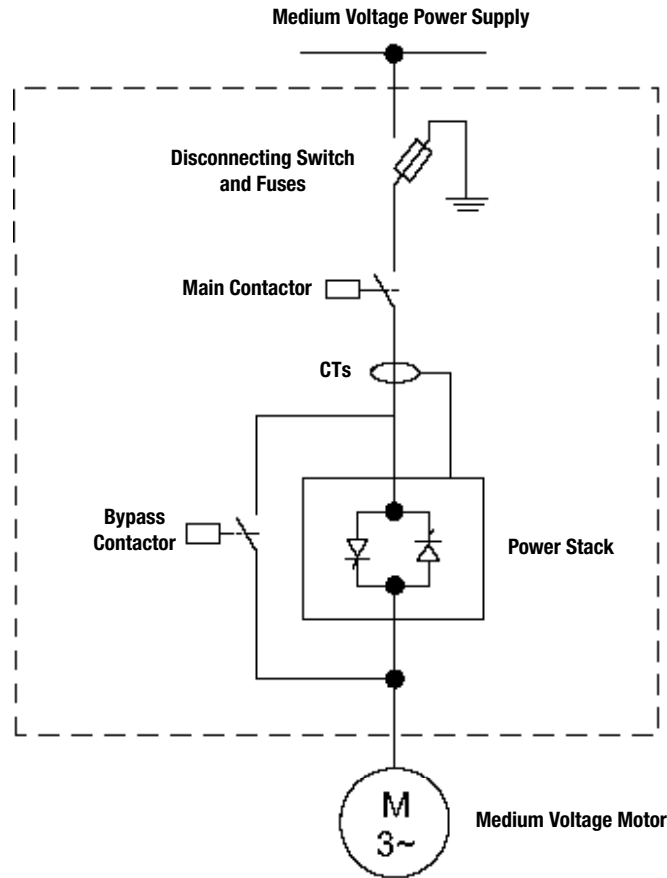 Medium Voltage Power Supply
Disconnecting Switch
and Fuses
Main Contactor
CTs
Bypass
Contactor
Power Stack
M
3~
Medium Voltage Motor